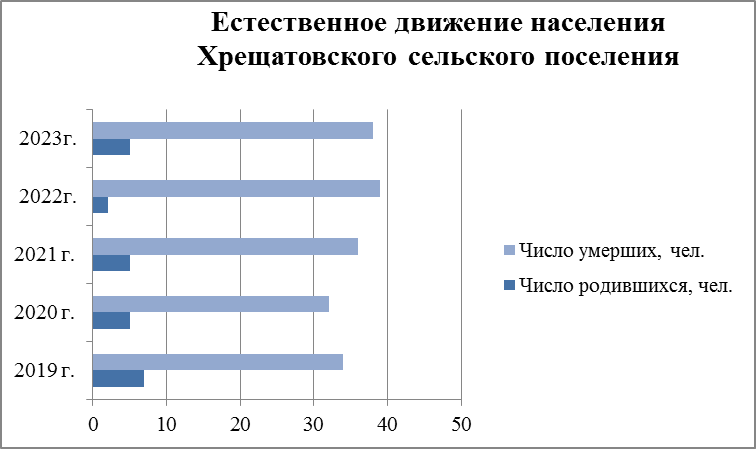 Естественное движение населения
Хрещатовского сельского поселения
2023г.
2022г.
2021 г.
2020 г.
2019 г.
0 10 20 30 40 50
Число умерших, чел.
Число родившихся, чел.